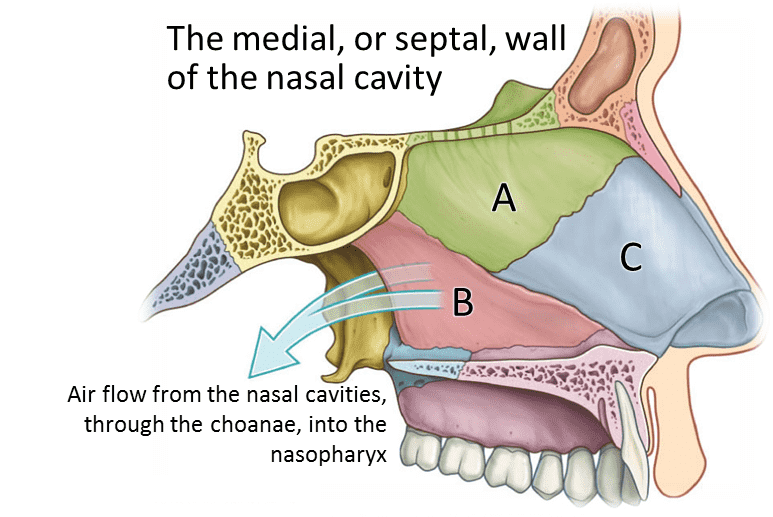 The medial, or septal, wall
of the nasal cavity
A
C
B
Air flow from the nasal cavities,
through the choanae, into the
nasopharyx